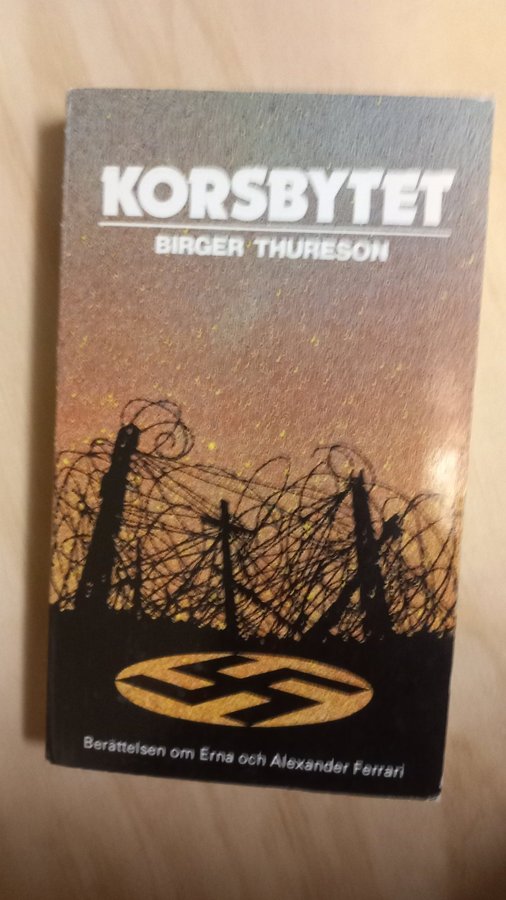 KORSBYTET
BIRGER THURESON
Berättelsen om Erna och Alexander Ferrari